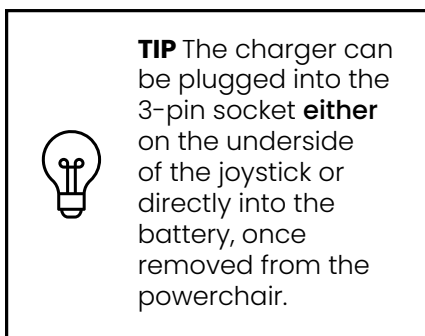 TIP The charger can
be plugged into the
3-pin socket either
on the underside
of the joystick or
directly into the
battery, once
removed from the
powerchair.